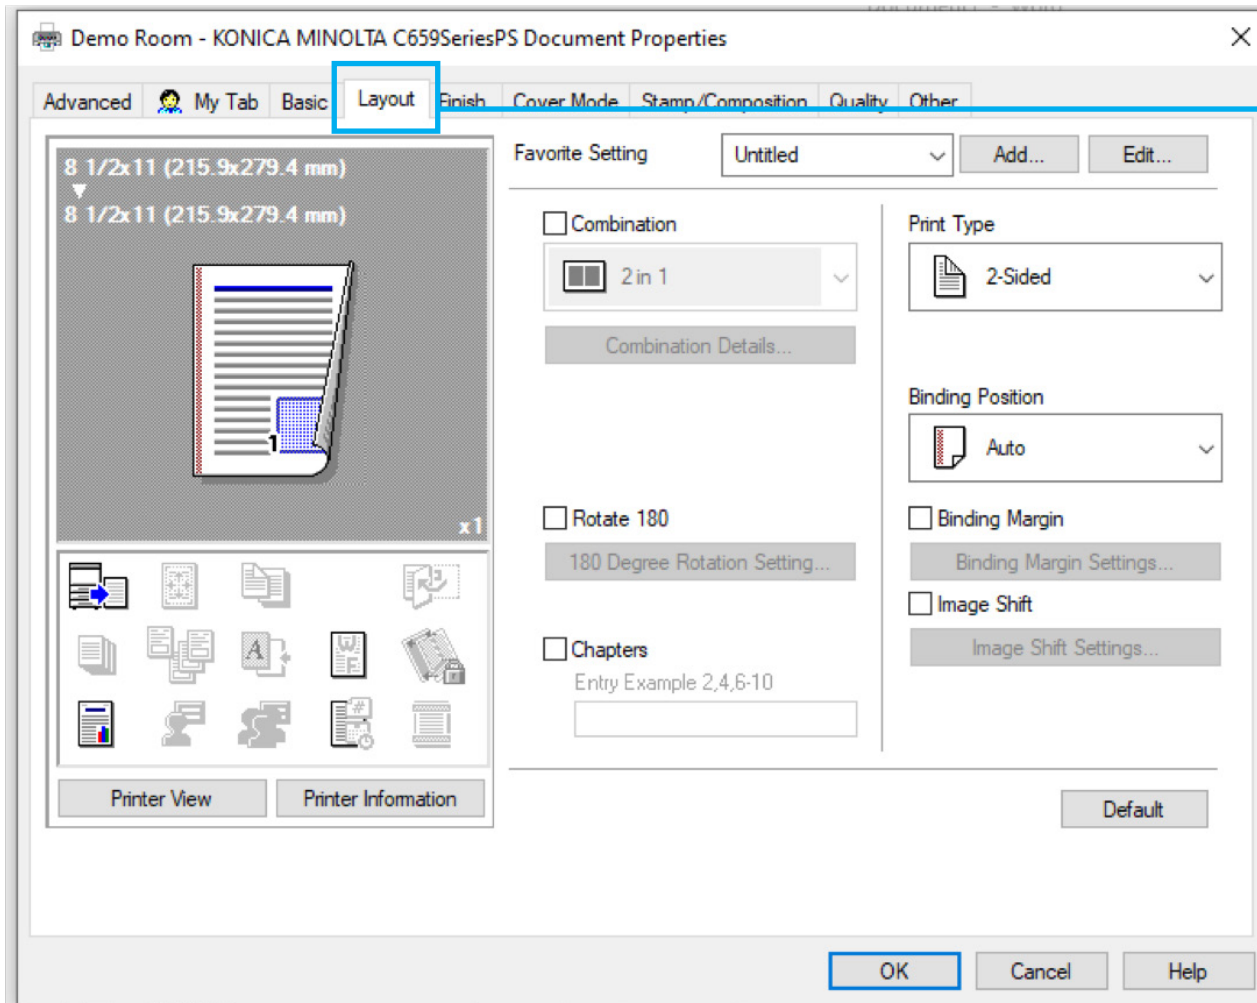 Demo Room - KONICA MINOLTA C659SeriesPS Document Properties
Advanced My Tab Basic Layout Finish Cover Mode Stamp/Composition Quality Other
8 1/2x11 (215.9x279.4 mm)
8 1/2x11 (215.9x279.4 mm)
1
x1
Printer View Printer Information
Favorite Setting Untitled Add... Edit...
Combination
2 in 1
Combination Details...
Rotate 180
180 Degree Rotation Setting...
Chapters
Entry Example 2,4,6-10
Print Type
2-Sided
Binding Position
Auto
Binding Margin
Binding Margin Settings...
Image Shift
Image Shift Settings...
Default
OK Cancel Help